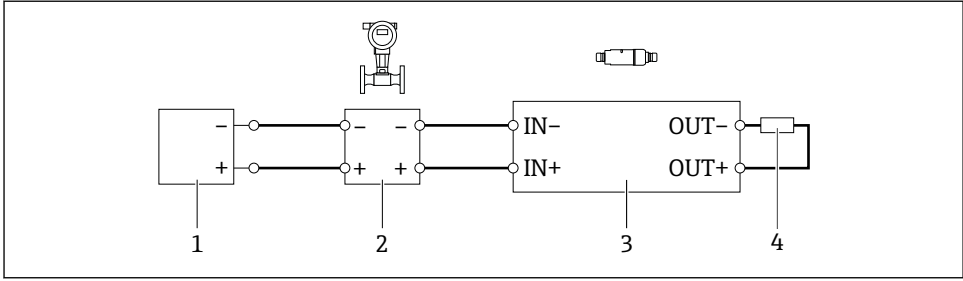 − − − IN− OUT−
+ + + IN+ OUT+
1 2 3 4